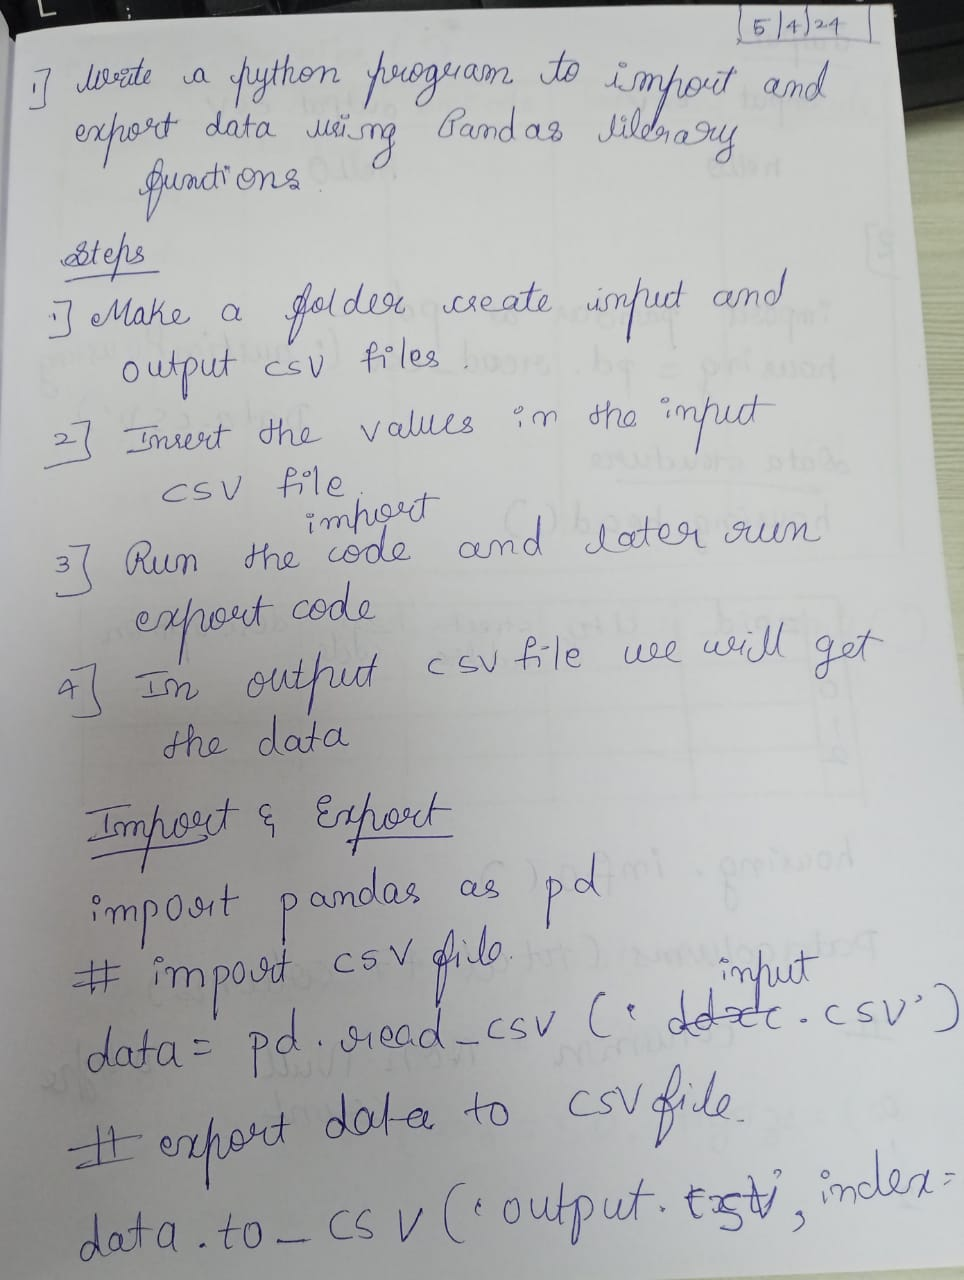 5/4/24
1] Write a python program to import and
export data using Pandas library
functions.
Steps
1] Make a folder create input and
output csv files.
2] Insert the values in the input
csv file.
import
3] Run the code and later run
export code
4] In output csv file we will get
the data
Import & Export
import pandas as pd
# import csv file.
input
data = pd.read_csv('.csv')
# export data to csv file.
data.to_csv('output.', index=